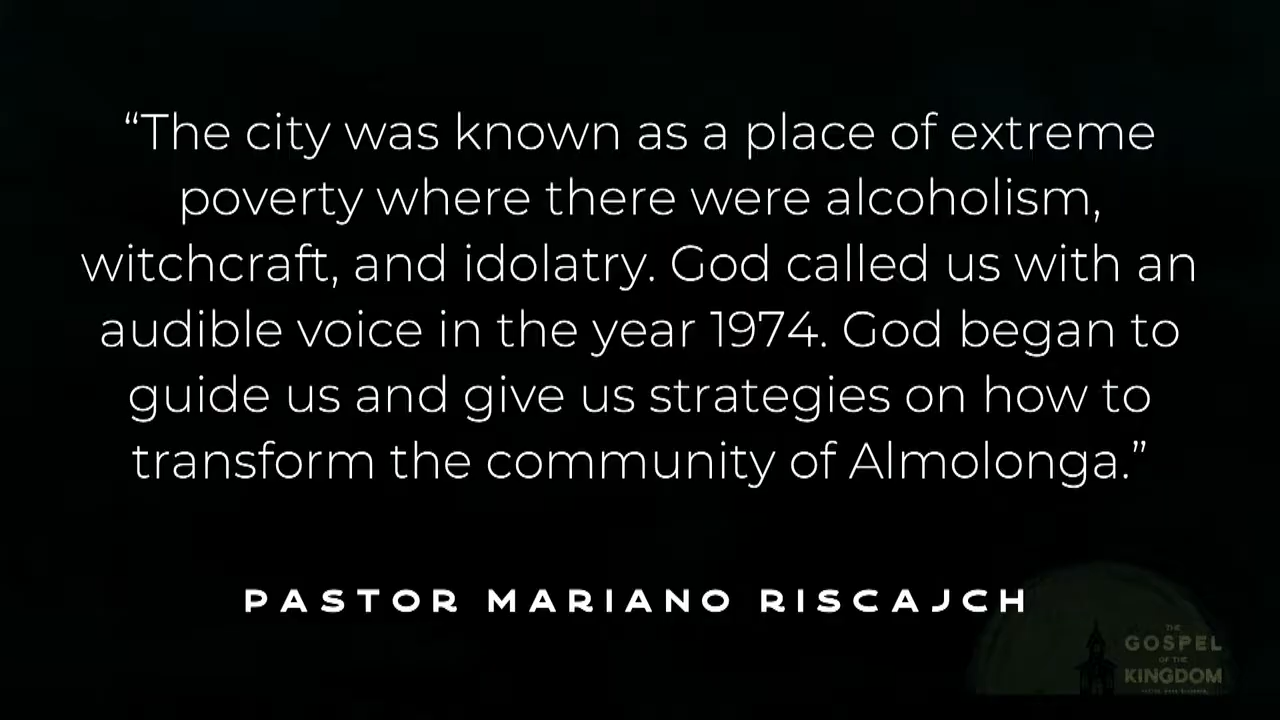 “The city was known as a place of extreme
poverty where there were alcoholism,
witchcraft, and idolatry. God called us with an
audible voice in the year 1974. God began to
guide us and give us strategies on how to
transform the community of Almolonga.”
PASTOR MARIANO RISCAJCH
THE
GOSPEL
OF THE
KINGDOM